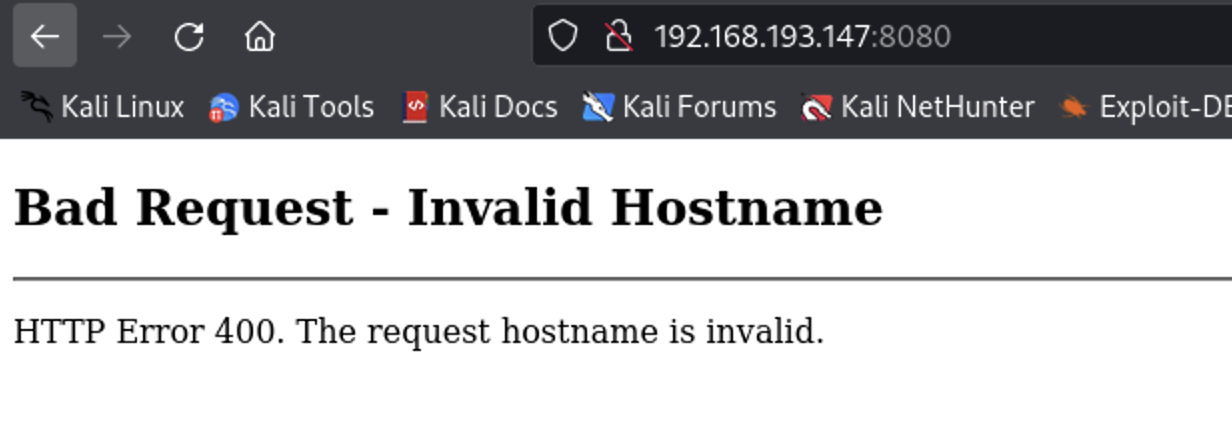 192.168.193.147:8080
Kali Linux Kali Tools Kali Docs Kali Forums Kali NetHunter Exploit-DB
Bad Request - Invalid Hostname
HTTP Error 400. The request hostname is invalid.